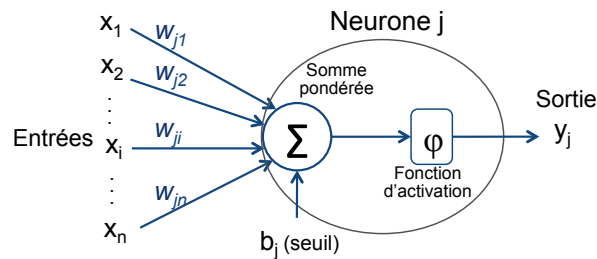 Neurone j
x1
wj1
x2
wj2
Somme
pondérée
Sortie
yj
Entrées
xi
wji
Σ
φ
Fonction
d'activation
wjn
xn
bj (seuil)